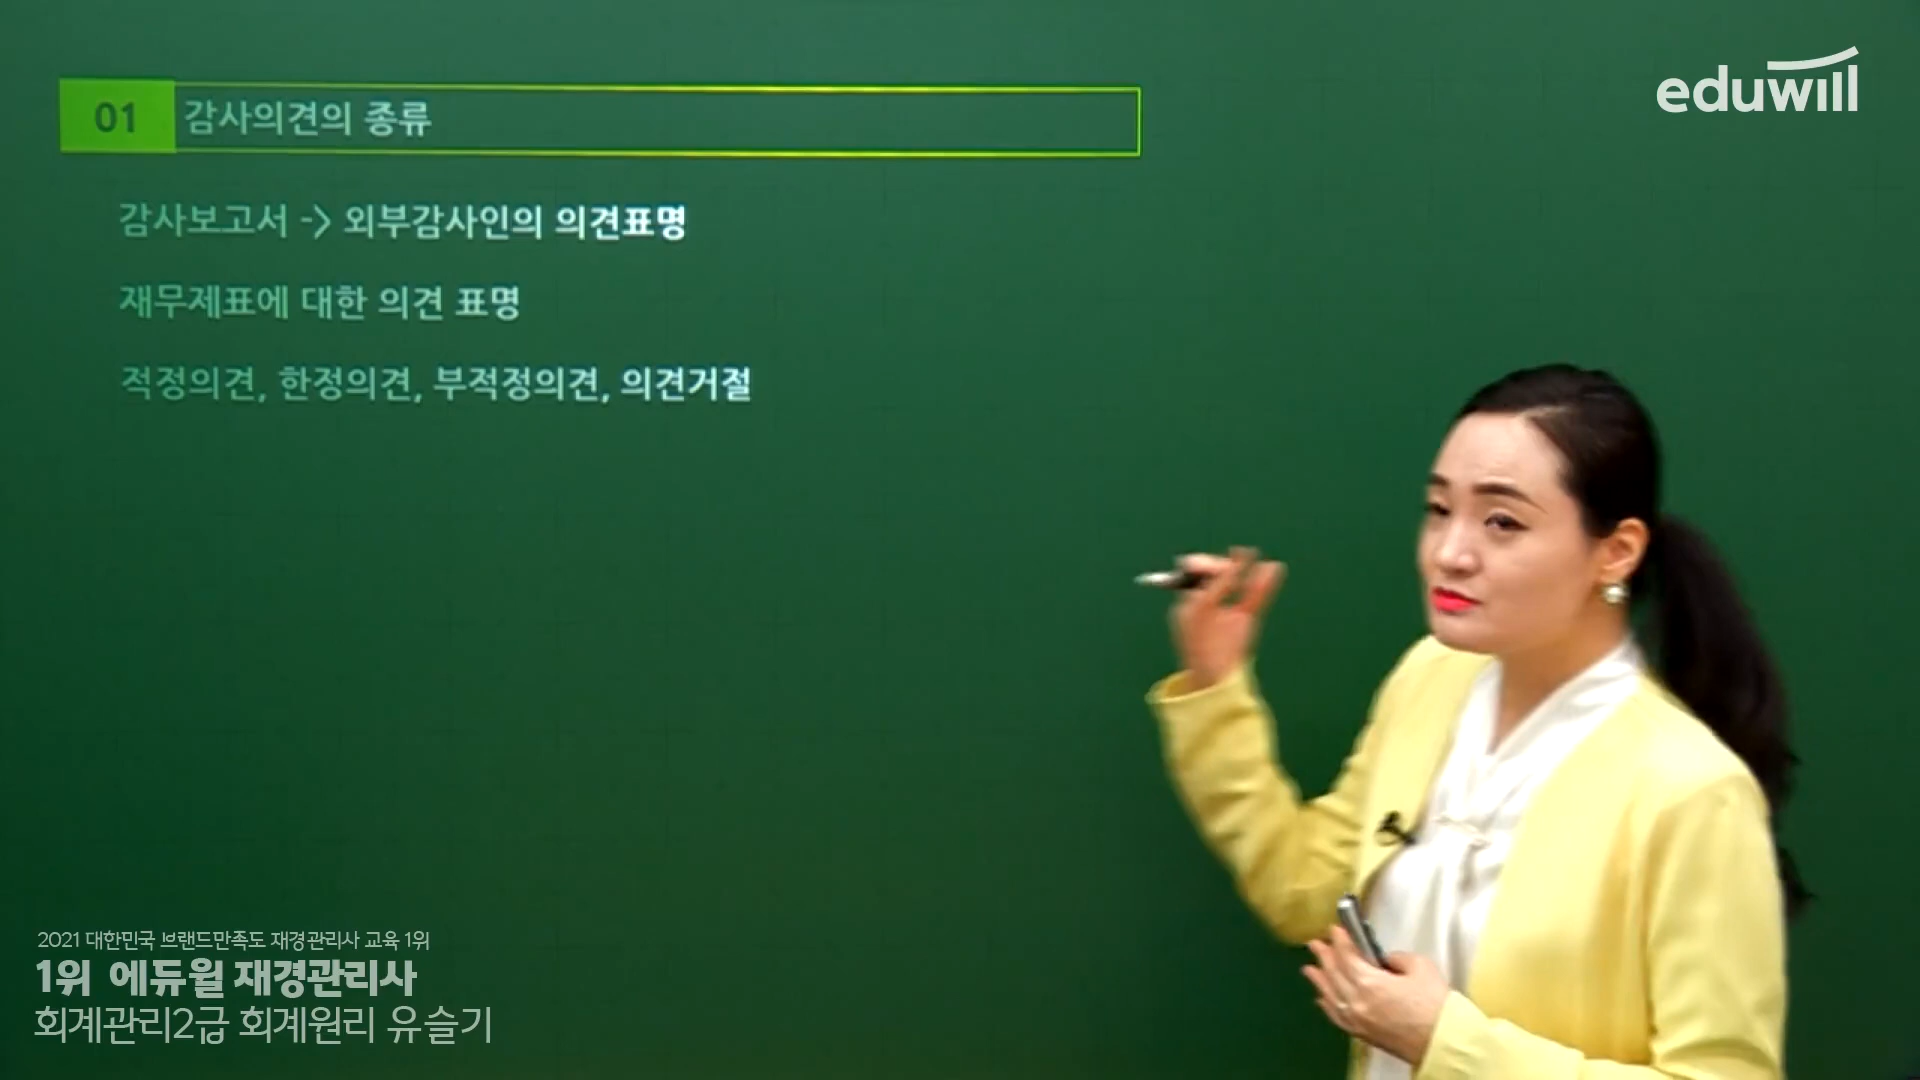 eduwill
01 감사의견의 종류
감사보고서 -> 외부감사인의 의견표명
재무제표에 대한 의견 표명
적정의견, 한정의견, 부적정의견, 의견거절
2021 대한민국 브랜드만족도 재경관리사 교육 1위
1위 에듀윌 재경관리사
회계관리2급 회계원리 유슬기